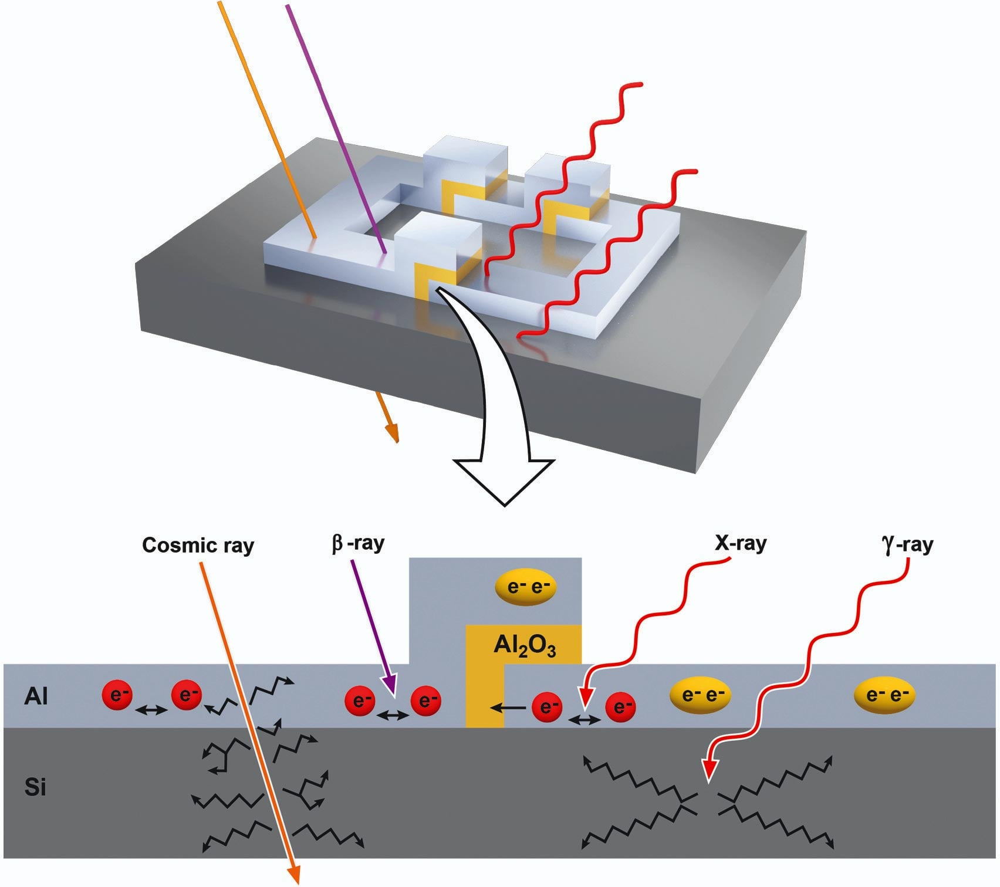 Cosmic ray
β-ray
X-ray
γ-ray
e- e-
Al2O3
Al
e-
e-
e-
e-
e-
e-
e- e-
e- e-
Si